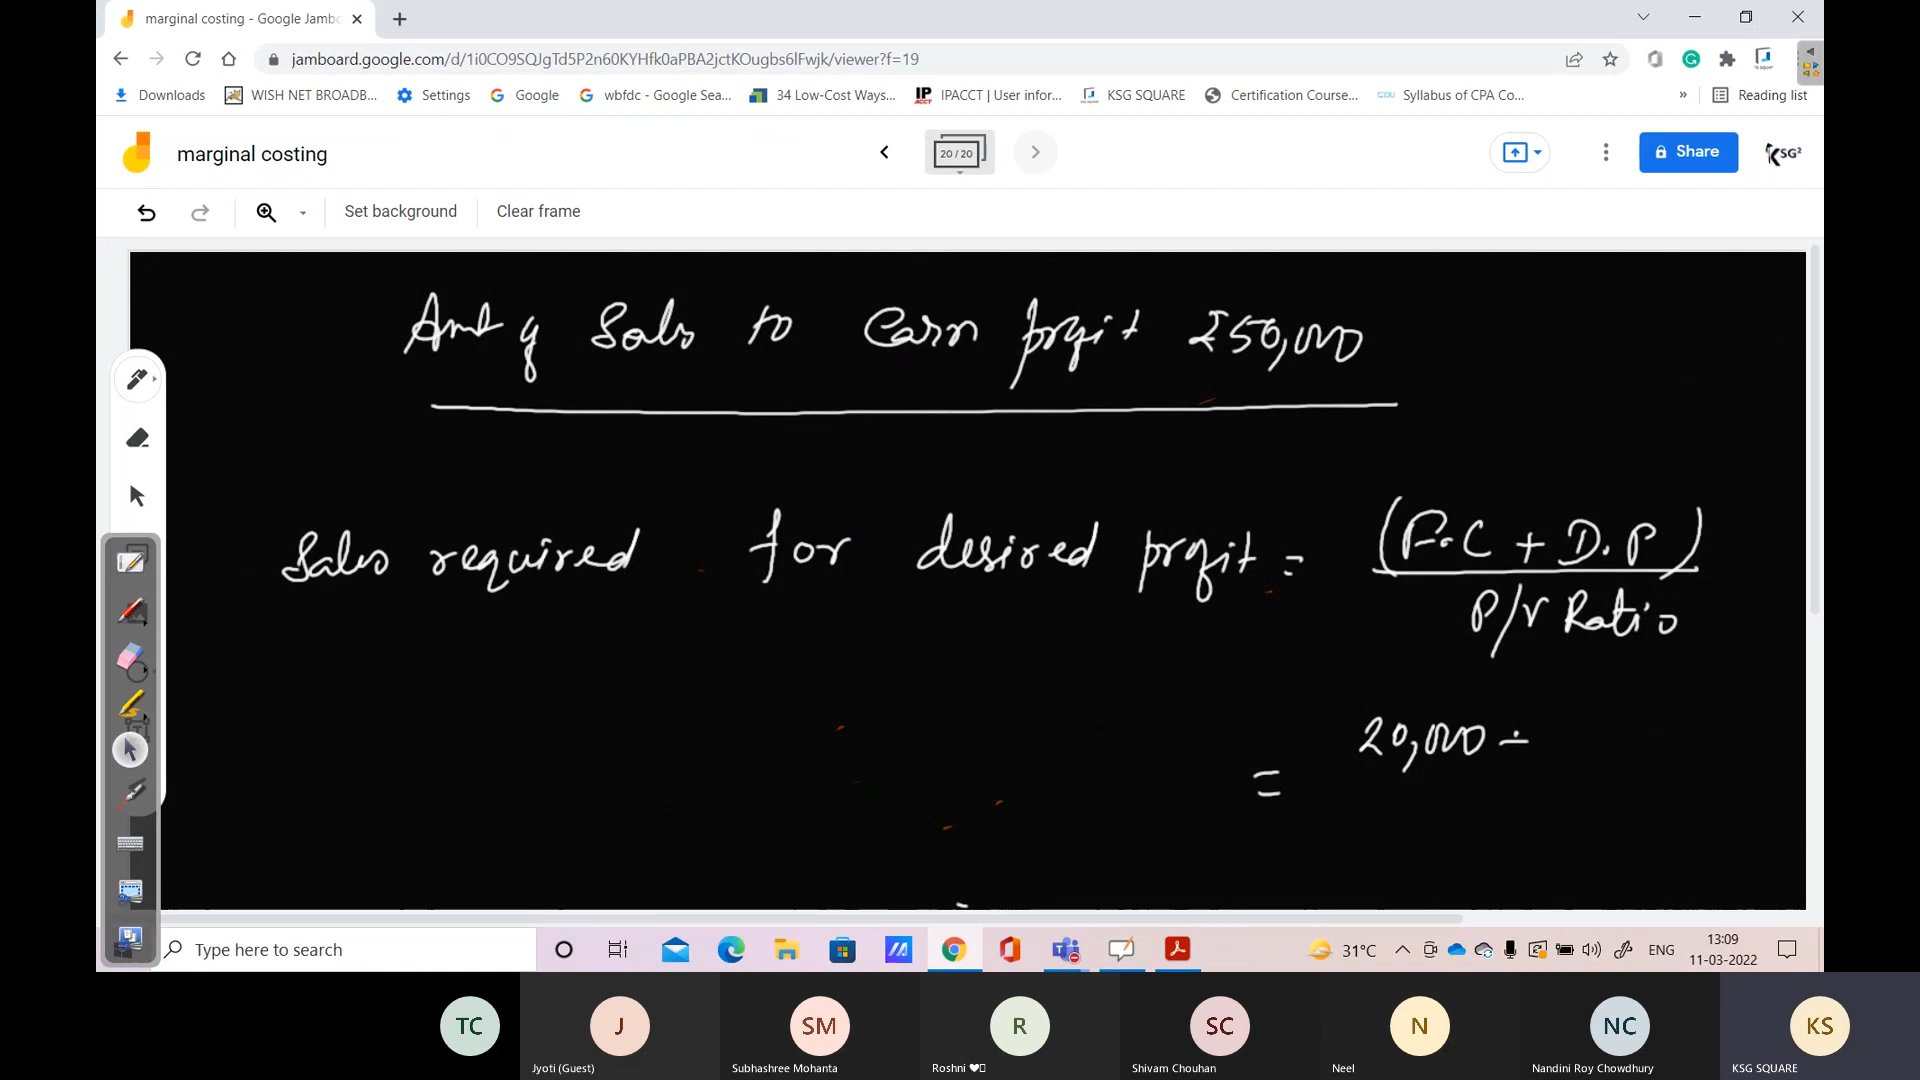 marginal costing - Google Jambo
jamboard.google.com/d/1i0CO9SQJgTd5P2n60KYHfk0aPBA2jctKOugbs6lFwjk/viewer?f=19
Downloads WISH NET BROADB... Settings Google wbfdc - Google Sea... 34 Low-Cost Ways... IPACCT | User infor... KSG SQUARE Certification Course... Syllabus of CPA Co... » Reading list
marginal costing 20 / 20 Share KSG²
Set background Clear frame
Amt of Sales to Earn profit ₹50,000
Sales required for desired profit = (F.C + D.P)
P/V Ratio
20,000 +
=
Type here to search 31°C ENG 13:09
11-03-2022
TC J SM R SC N NC KS
Jyoti (Guest) Subhashree Mohanta Roshni ❤ Shivam Chouhan Neel Nandini Roy Chowdhury KSG SQUARE